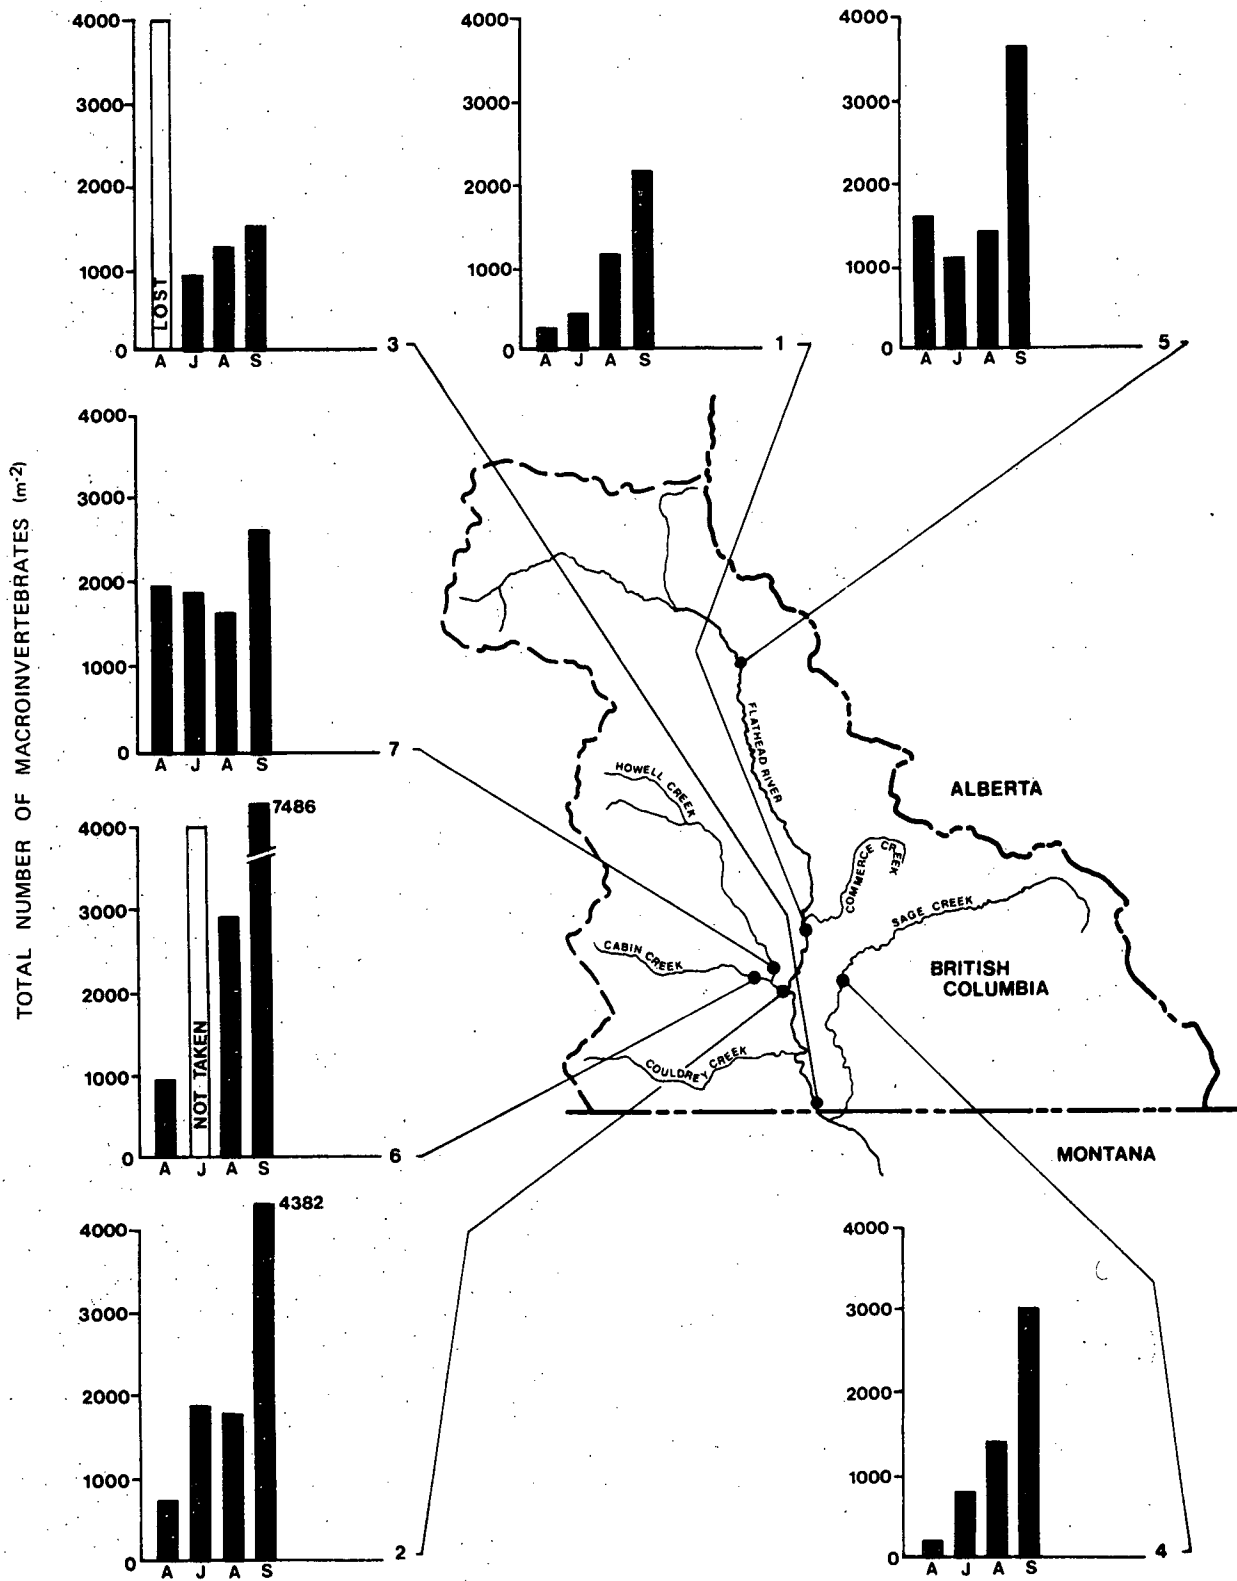 TOTAL NUMBER OF MACROINVERTEBRATES (m⁻²)
4000
3000
2000
1000
0
LOST
A J A S
3
4000
3000
2000
1000
0
A J A S
1
4000
3000
2000
1000
0
A J A S
5
4000
3000
2000
1000
0
A J A S
7
7486
4000
3000
2000
1000
0
NOT TAKEN
A J A S
6
4382
4000
3000
2000
1000
0
A J A S
2
4000
3000
2000
1000
0
A J A S
4
FLATHEAD RIVER
HOWELL CREEK
ALBERTA
COMMERCE CREEK
SAGE CREEK
CABIN CREEK
BRITISH
COLUMBIA
COULDREY CREEK
MONTANA